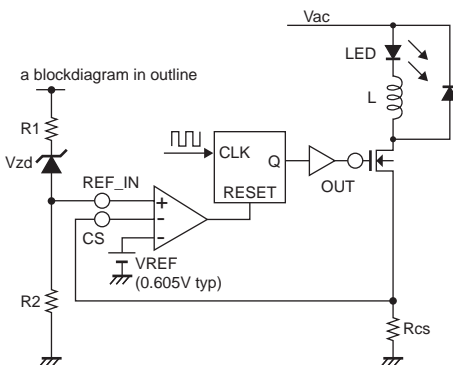 Vac
LED
a blockdiagram in outline
L
R1
CLK
Vzd
Q
REF_IN
RESET
OUT
+
-
CS
-
VREF
(0.605V typ)
R2
Rcs